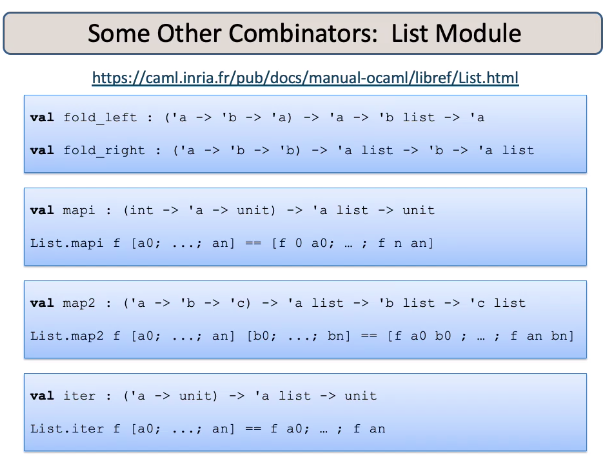 Some Other Combinators: List Module
https://caml.inria.fr/pub/docs/manual-ocaml/libref/List.html
val fold_left : ('a -> 'b -> 'a) -> 'a -> 'b list -> 'a
val fold_right : ('a -> 'b -> 'b) -> 'a list -> 'b -> 'a list
val mapi : (int -> 'a -> unit) -> 'a list -> unit
List.mapi f [a0; ...; an] == [f 0 a0; … ; f n an]
val map2 : ('a -> 'b -> 'c) -> 'a list -> 'b list -> 'c list
List.map2 f [a0; ...; an] [b0; ...; bn] == [f a0 b0 ; … ; f an bn]
val iter : ('a -> unit) -> 'a list -> unit
List.iter f [a0; ...; an] == f a0; … ; f an